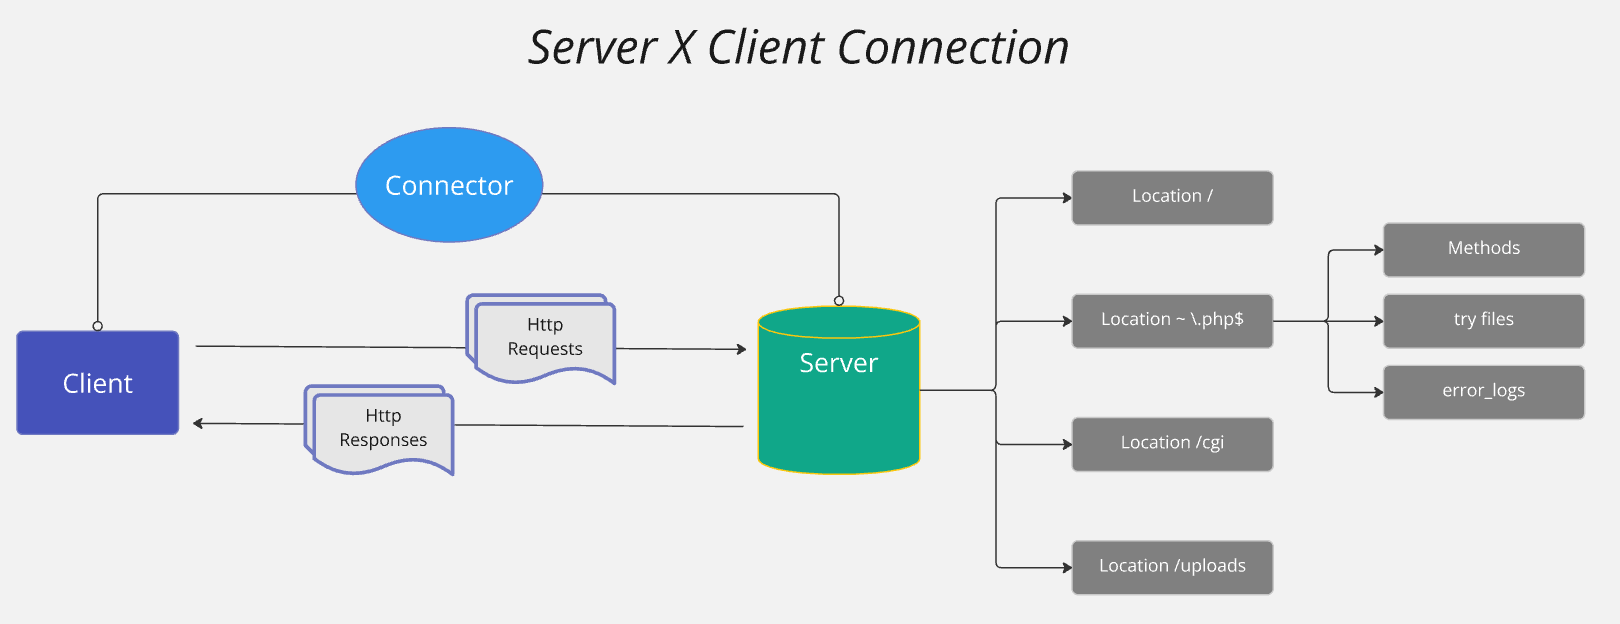 Server X Client Connection
Connector
Client
Http
Requests
Http
Responses
Server
Location /
Location ~ \.php$
Location /cgi
Location /uploads
Methods
try files
error_logs